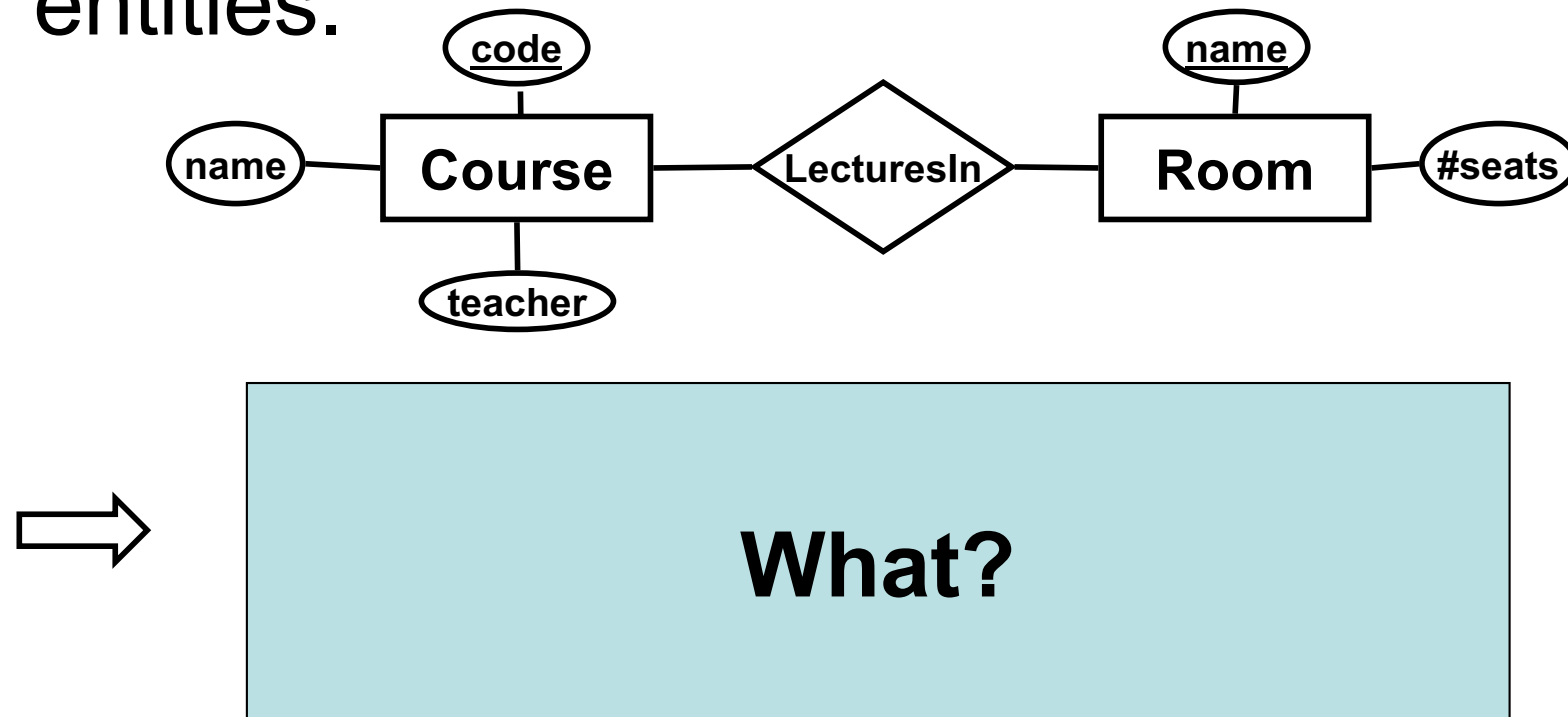 entities.
code
name
name
Course
LecturesIn
Room
#seats
teacher
What?